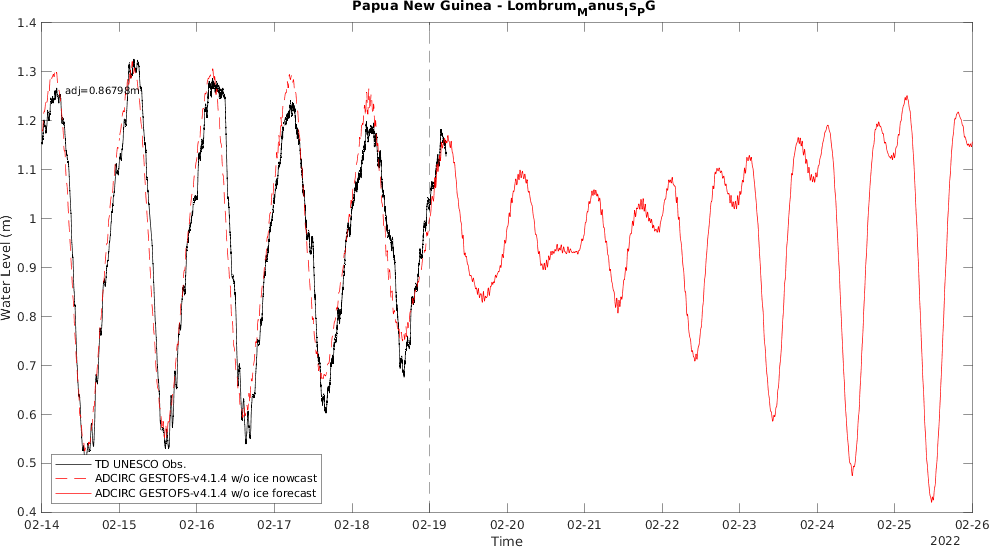 Papua New Guinea - LombrumManusIsPG
1.4
1.3
1.2
1.1
1
0.9
0.8
0.7
0.6
0.5
0.4
Water Level (m)
adj=0.86798m
TD UNESCO Obs.
ADCIRC GESTOFS-v4.1.4 w/o ice nowcast
ADCIRC GESTOFS-v4.1.4 w/o ice forecast
02-14 02-15 02-16 02-17 02-18 02-19 02-20 02-21 02-22 02-23 02-24 02-25 02-26
Time
2022